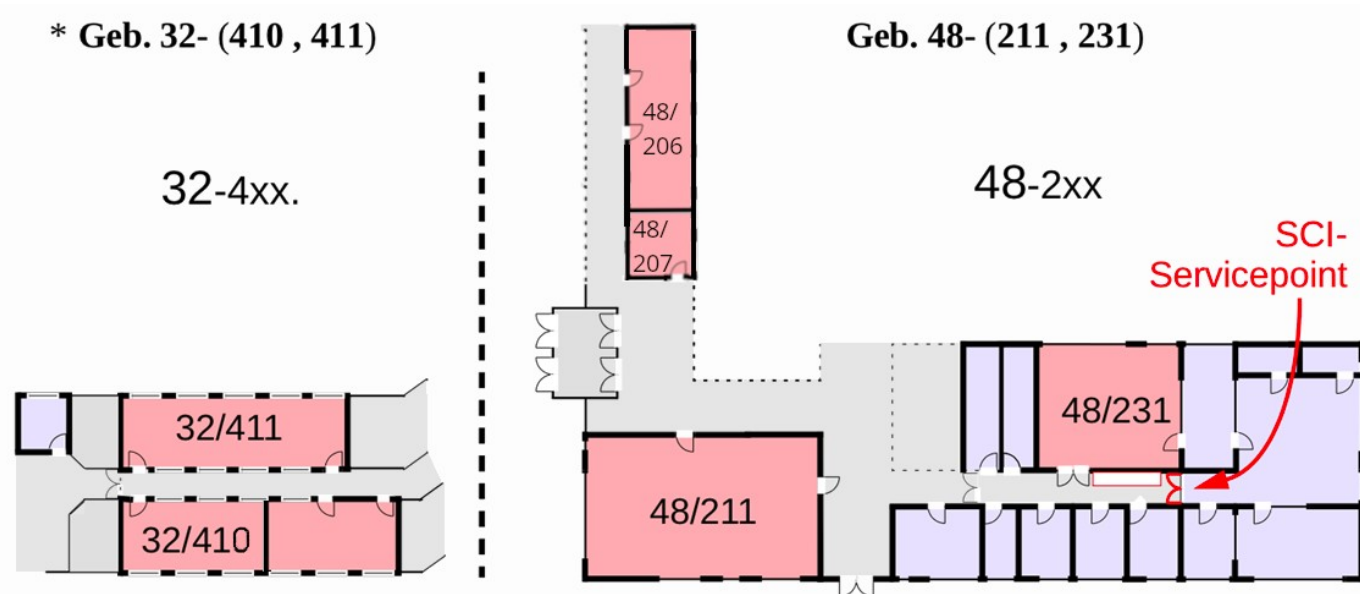 * Geb. 32- (410 , 411)
Geb. 48- (211 , 231)
32-4xx.
48-2xx
48/
206
48/
207
SCI-
Servicepoint
32/411
48/231
32/410
48/211